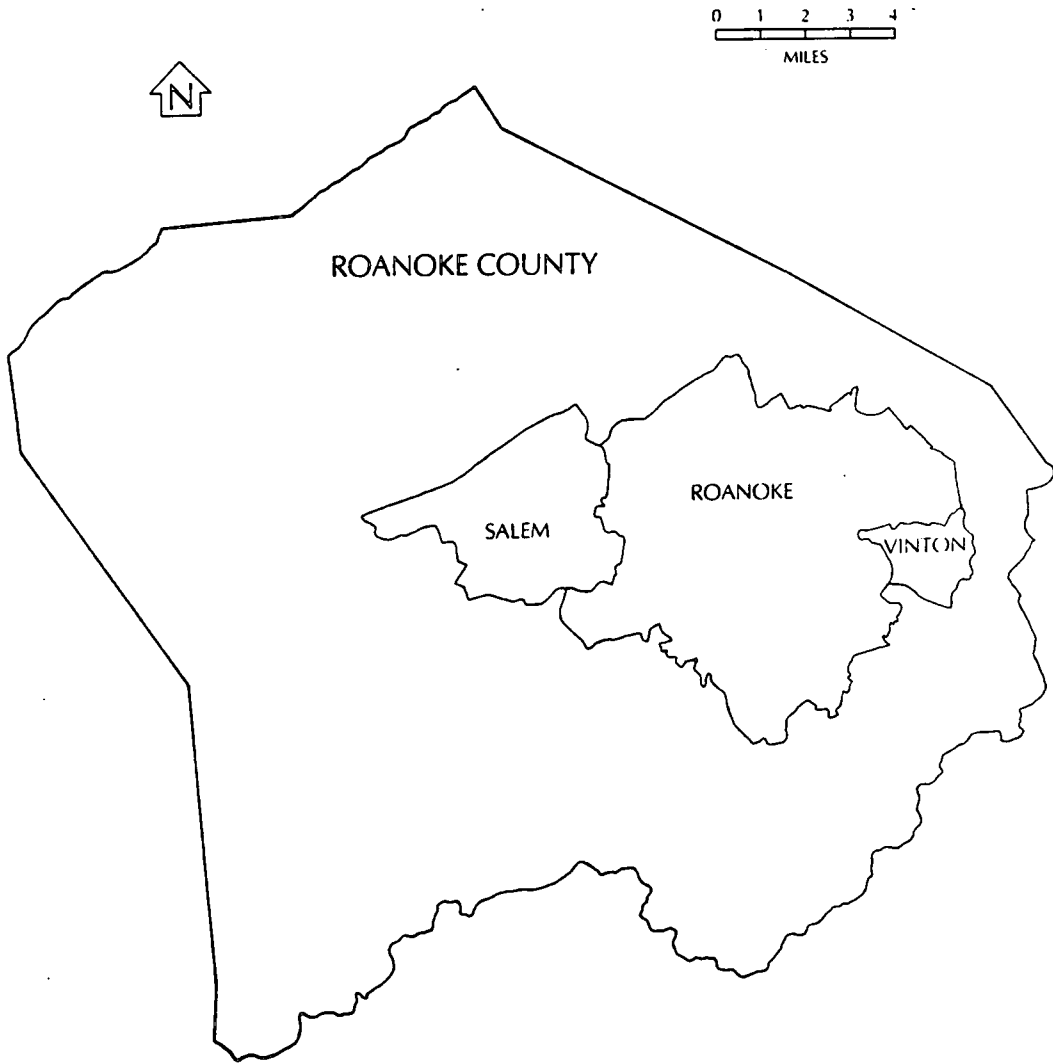 0 1 2 3 4
MILES
N
ROANOKE COUNTY
ROANOKE
SALEM
VINTON